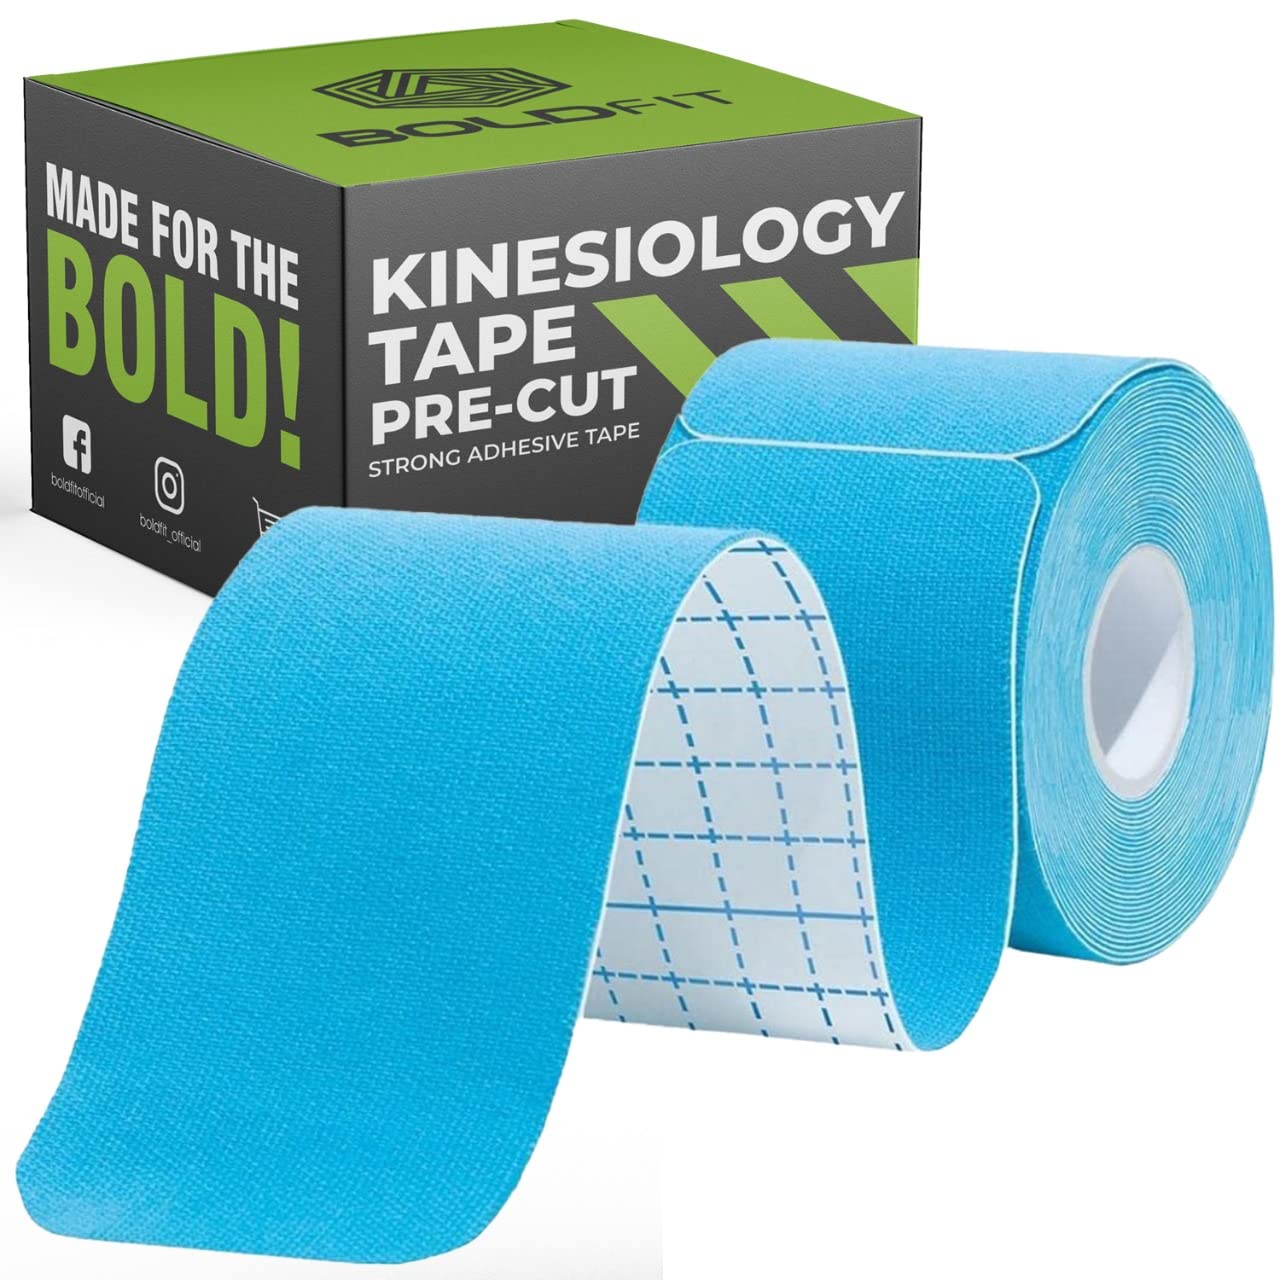 BOLDFIT
MADE FOR THE
BOLD!
boldfitofficial
boldfit_official
KINESIOLOGY
TAPE
PRE-CUT
STRONG ADHESIVE TAPE